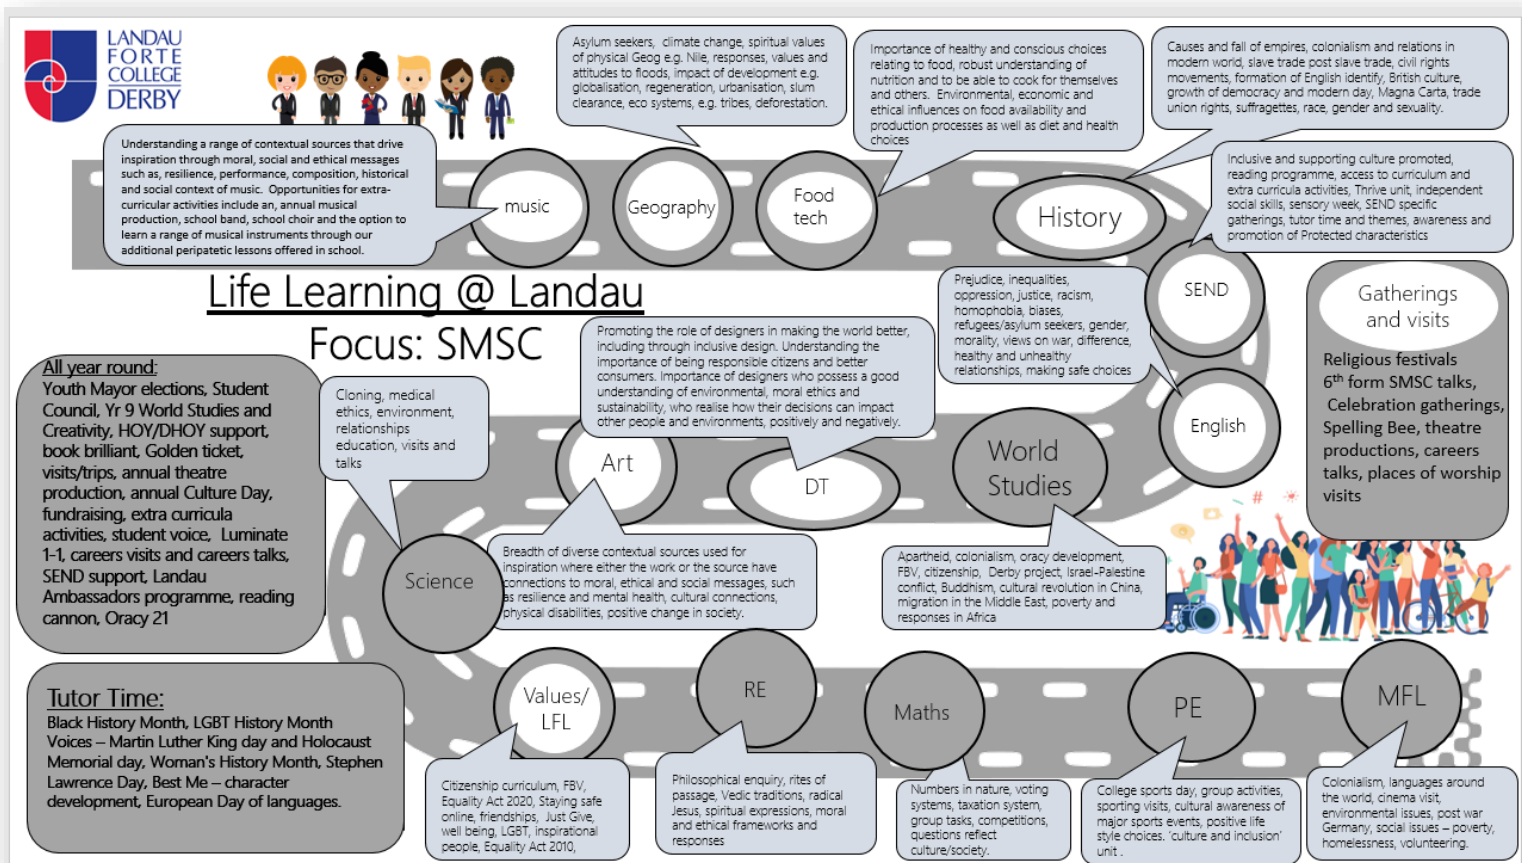 LANDAU
FORTE
COLLEGE
DERBY
Understanding a range of contextual sources that drive
inspiration through moral, social and ethical messages
such as, resilience, performance, composition, historical
and social context of music. Opportunities for extra-
curricular activities include an, annual musical
production, school band, school choir and the option to
learn a range of musical instruments through our
additional peripatetic lessons offered in school.
music
Asylum seekers, climate change, spiritual values
of physical Geog e.g. Nile, responses, values and
attitudes to floods, impact of development e.g.
globalisation, regeneration, urbanisation, slum
clearance, eco systems, e.g. tribes, deforestation.
Geography
Importance of healthy and conscious choices
relating to food, robust understanding of
nutrition and to be able to cook for themselves
and others. Environmental, economic and
ethical influences on food availability and
production processes as well as diet and health
choices
Food
tech
Causes and fall of empires, colonialism and relations in
modern world, slave trade post slave trade, civil rights
movements, formation of English identify, British culture,
growth of democracy and modern day, Magna Carta, trade
union rights, suffragettes, race, gender and sexuality.
History
Inclusive and supporting culture promoted,
reading programme, access to curriculum and
extra curricula activities, Thrive unit, independent
social skills, sensory week, SEND specific
gatherings, tutor time and themes, awareness and
promotion of Protected characteristics
SEND
Life Learning @ Landau
Focus: SMSC
Prejudice, inequalities,
oppression, justice, racism,
homophobia, biases,
refugees/asylum seekers, gender,
morality, views on war, difference,
healthy and unhealthy
relationships, making safe choices
English
Gatherings
and visits
Religious festivals
6th form SMSC talks,
Celebration gatherings,
Spelling Bee, theatre
productions, careers
talks, places of worship
visits
Promoting the role of designers in making the world better,
including through inclusive design. Understanding the
importance of being responsible citizens and better
consumers. Importance of designers who possess a good
understanding of environmental, moral ethics and
sustainability, who realise how their decisions can impact
other people and environments, positively and negatively.
DT
World
Studies
Apartheid, colonialism, oracy development,
FBV, citizenship, Derby project, Israel-Palestine
conflict, Buddhism, cultural revolution in China,
migration in the Middle East, poverty and
responses in Africa
Art
Breadth of diverse contextual sources used for
inspiration where either the work or the source have
connections to moral, ethical and social messages, such
as resilience and mental health, cultural connections,
physical disabilities, positive change in society.
Cloning, medical
ethics, environment,
relationships
education, visits and
talks
Science
All year round:
Youth Mayor elections, Student
Council, Yr 9 World Studies and
Creativity, HOY/DHOY support,
book brilliant, Golden ticket,
visits/trips, annual theatre
production, annual Culture Day,
fundraising, extra curricula
activities, student voice, Luminate
1-1, careers visits and careers talks,
SEND support, Landau
Ambassadors programme, reading
cannon, Oracy 21
Tutor Time:
Black History Month, LGBT History Month
Voices – Martin Luther King day and Holocaust
Memorial day, Woman's History Month, Stephen
Lawrence Day, Best Me – character
development, European Day of languages.
Values/
LFL
Citizenship curriculum, FBV,
Equality Act 2020, Staying safe
online, friendships, Just Give,
well being, LGBT, inspirational
people, Equality Act 2010,
RE
Philosophical enquiry, rites of
passage, Vedic traditions, radical
Jesus, spiritual expressions, moral
and ethical frameworks and
responses
Maths
Numbers in nature, voting
systems, taxation system,
group tasks, competitions,
questions reflect
culture/society.
PE
College sports day, group activities,
sporting visits, cultural awareness of
major sports events, positive life
style choices. 'culture and inclusion'
unit .
MFL
Colonialism, languages around
the world, cinema visit,
environmental issues, post war
Germany, social issues – poverty,
homelessness, volunteering.